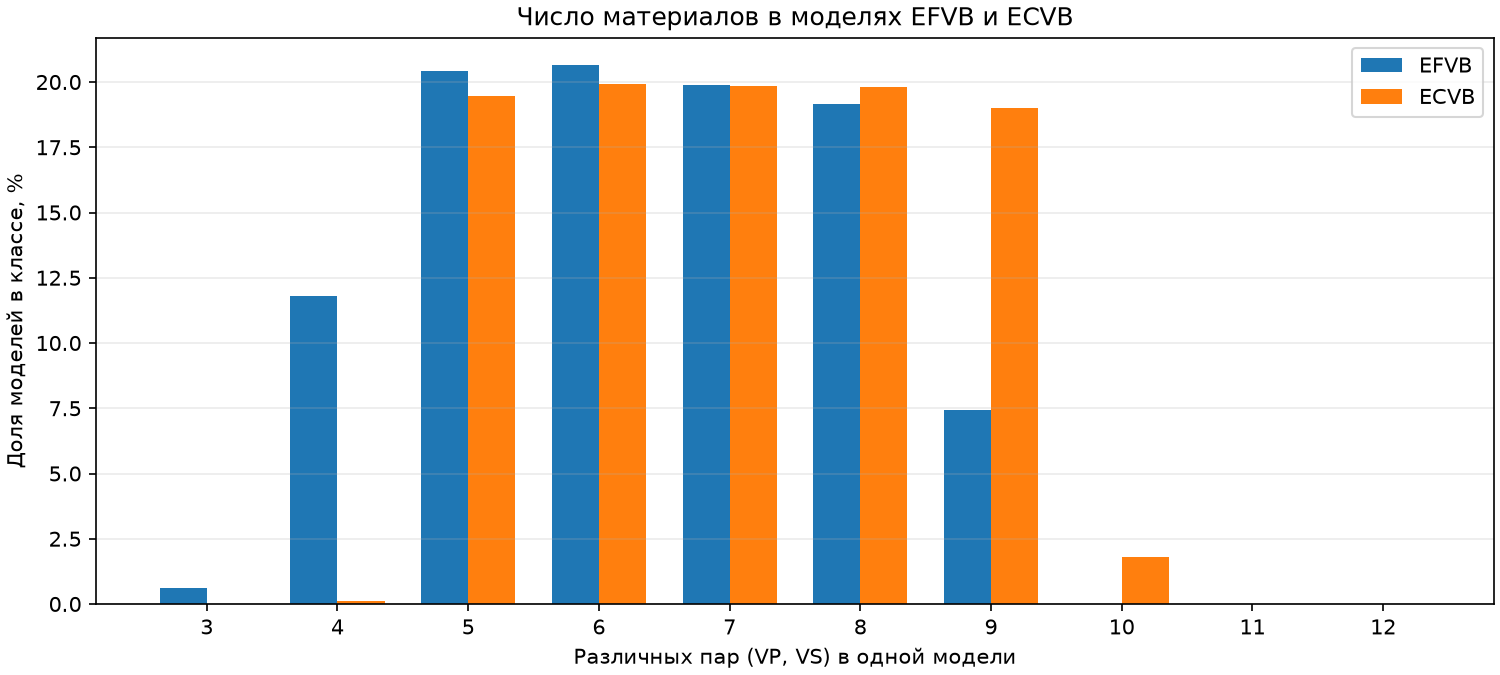 Число материалов в моделях EFVB и ECVB
EFVB
ECVB
Доля моделей в классе, %
20.0
17.5
15.0
12.5
10.0
7.5
5.0
2.5
0.0
3 4 5 6 7 8 9 10 11 12
Различных пар (VP, VS) в одной модели